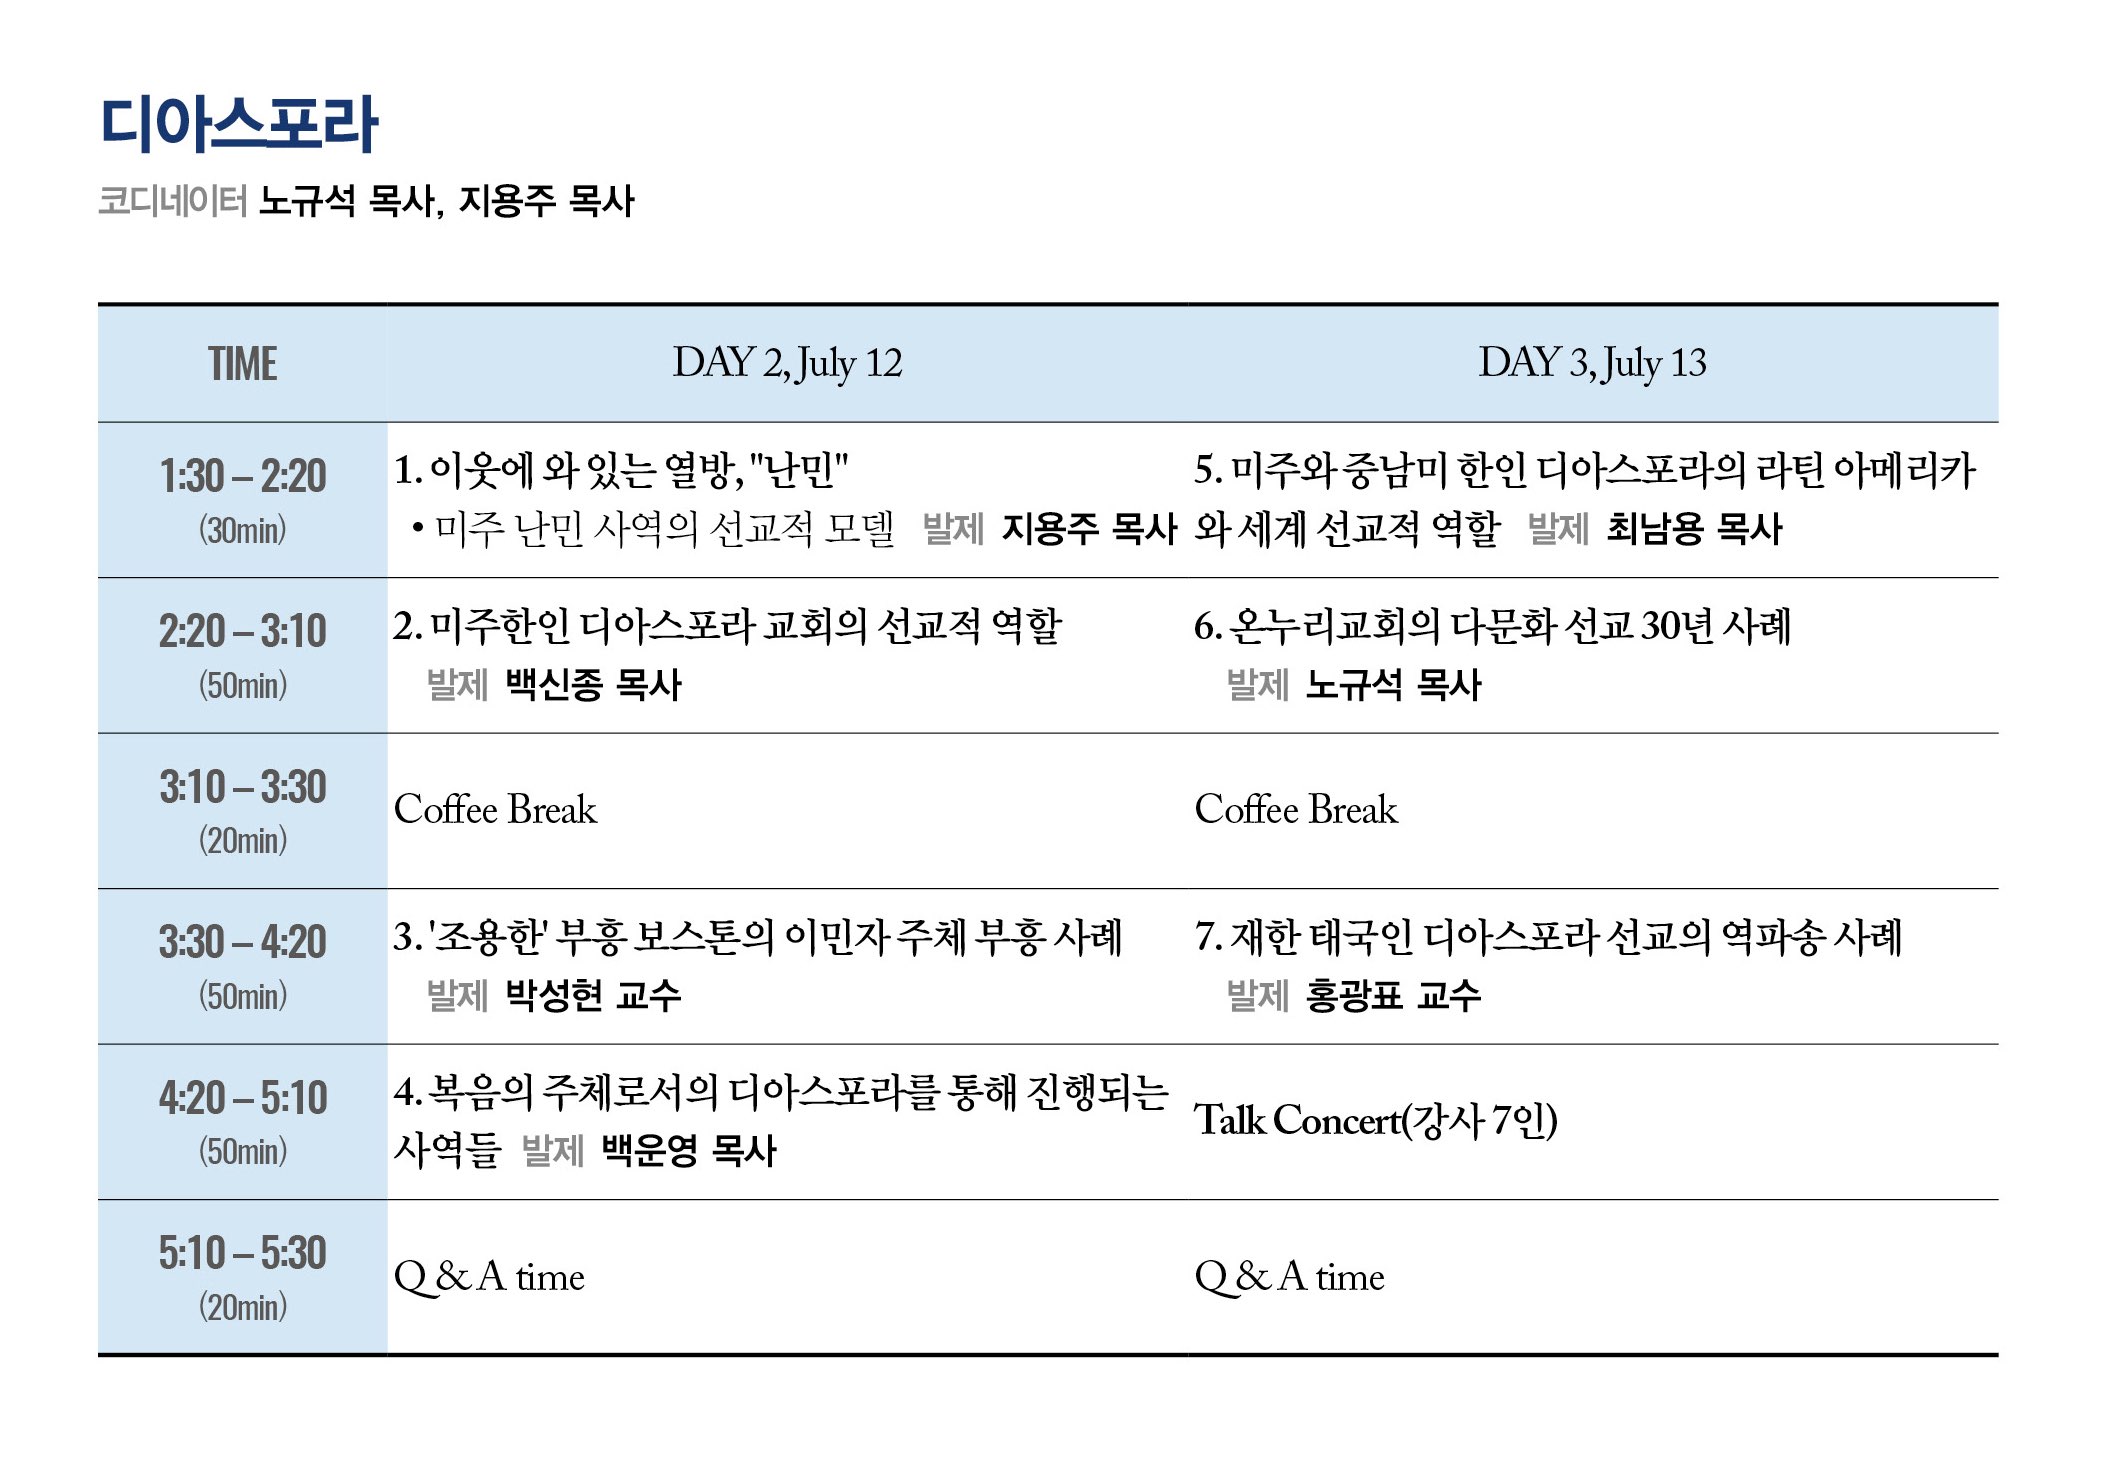 디아스포라
코디네이터 노규석 목사, 지용주 목사
TIME
DAY 2, July 12
DAY 3, July 13
1:30 – 2:20
(30min)
1. 이웃에 와 있는 열방, "난민"
• 미주 난민 사역의 선교적 모델 발제 지용주 목사
5. 미주와 중남미 한인 디아스포라의 라틴 아메리카
와 세계 선교적 역할 발제 최남용 목사
2:20 – 3:10
(50min)
2. 미주한인 디아스포라 교회의 선교적 역할
발제 백신종 목사
6. 온누리교회의 다문화 선교 30년 사례
발제 노규석 목사
3:10 – 3:30
(20min)
Coffee Break
Coffee Break
3:30 – 4:20
(50min)
3. '조용한' 부흥 보스톤의 이민자 주체 부흥 사례
발제 박성현 교수
7. 재한 태국인 디아스포라 선교의 역파송 사례
발제 홍광표 교수
4:20 – 5:10
(50min)
4. 복음의 주체로서의 디아스포라를 통해 진행되는
사역들 발제 백운영 목사
Talk Concert(강사 7인)
5:10 – 5:30
(20min)
Q & A time
Q & A time